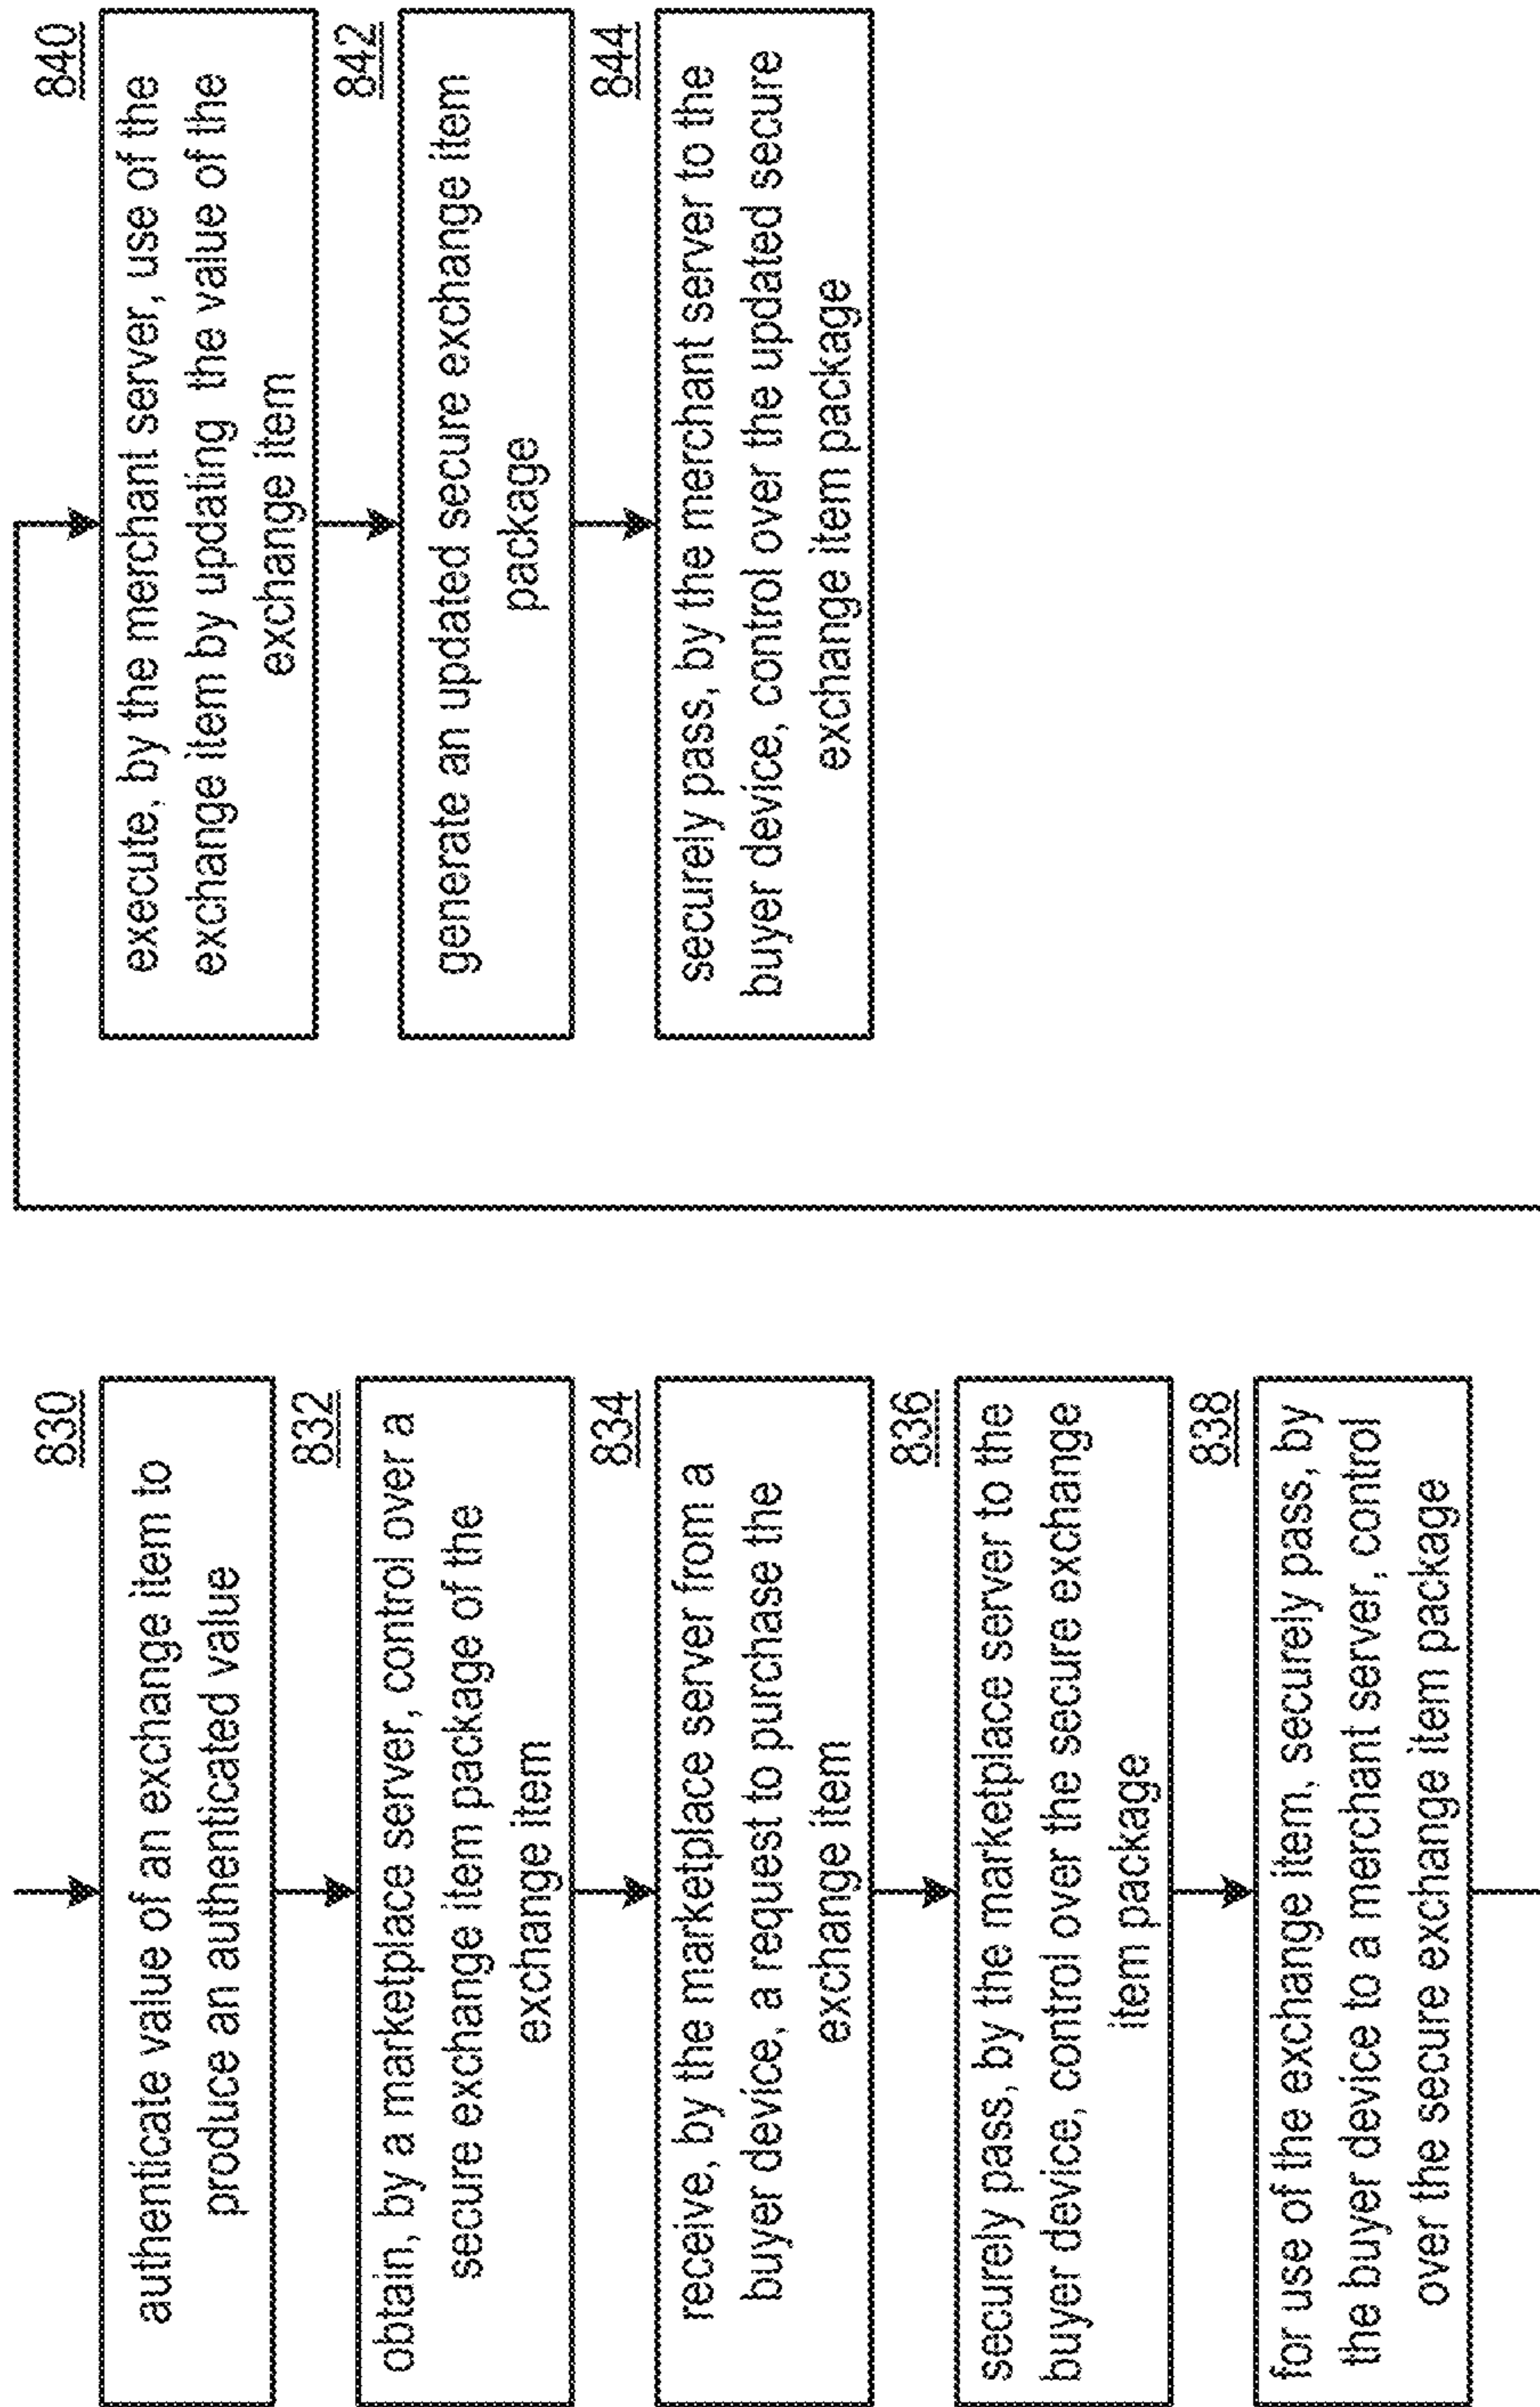 830
authenticate value of an exchange item to
produce an authenticated value
832
obtain, by a marketplace server, control over a
secure exchange item package of the
exchange item
834
receive, by the marketplace server from a
buyer device, a request to purchase the
exchange item
836
securely pass, by the marketplace server to the
buyer device, control over the secure exchange
item package
838
for use of the exchange item, securely pass, by
the buyer device to a merchant server, control
over the secure exchange item package
840
execute, by the merchant server, use of the
exchange item by updating the value of the
exchange item
842
generate an updated secure exchange item
package
844
securely pass, by the merchant server to the
buyer device, control over the updated secure
exchange item package